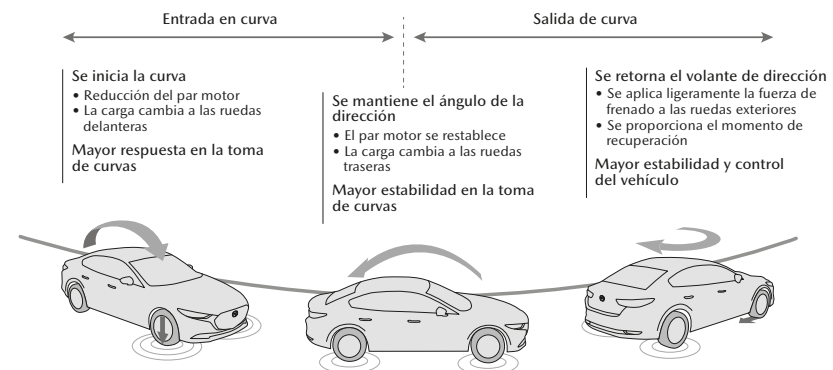 Entrada en curva
Salida de curva
Se inicia la curva
• Reducción del par motor
• La carga cambia a las ruedas
delanteras
Mayor respuesta en la toma
de curvas
Se mantiene el ángulo de la
dirección
• El par motor se restablece
• La carga cambia a las ruedas
traseras
Mayor estabilidad en la toma
de curvas
Se retorna el volante de dirección
• Se aplica ligeramente la fuerza de
frenado a las ruedas exteriores
• Se proporciona el momento de
recuperación
Mayor estabilidad y control
del vehículo